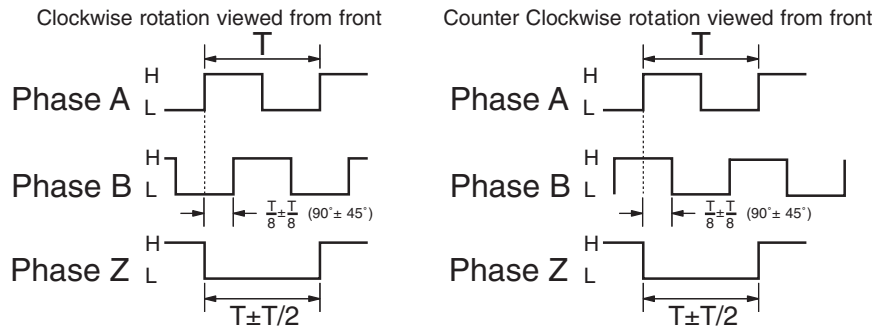 Clockwise rotation viewed from front
T
Phase A H L
Phase B H L
T/8 ± T/8 (90°± 45°)
Phase Z H L
T±T/2
Counter Clockwise rotation viewed from front
T
Phase A H L
Phase B H L
T/8 ± T/8 (90°± 45°)
Phase Z H L
T±T/2